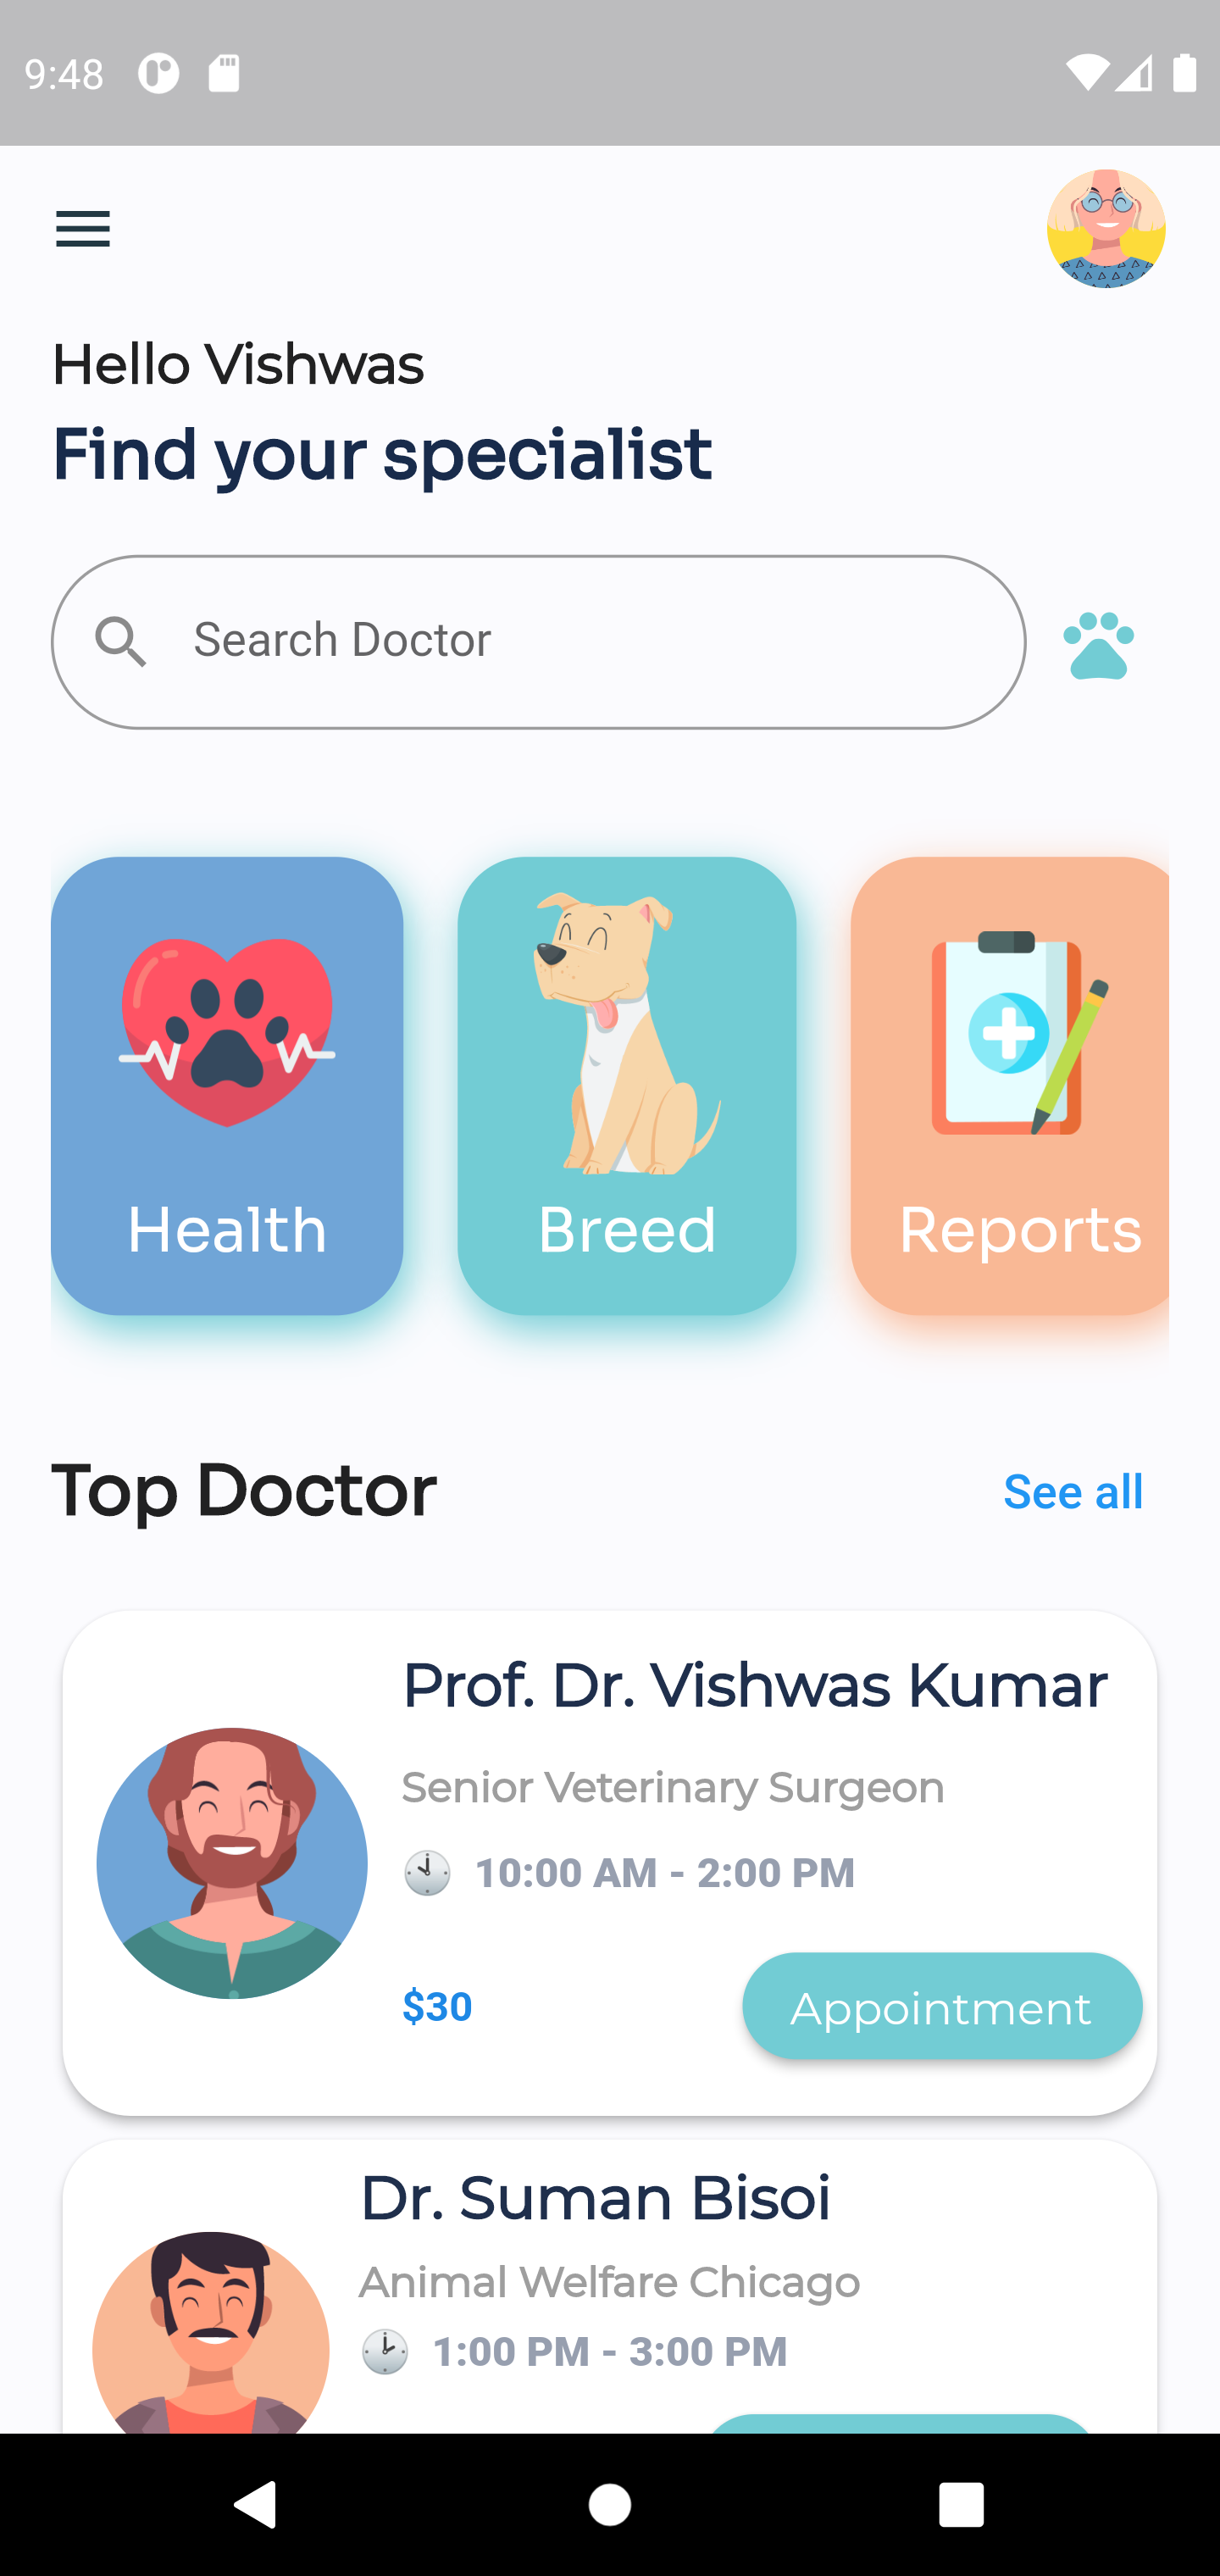 9:48
Hello Vishwas
Find your specialist
Search Doctor
Health
Breed
Reports
Top Doctor
See all
Prof. Dr. Vishwas Kumar
Senior Veterinary Surgeon
10:00 AM - 2:00 PM
$30
Appointment
Dr. Suman Bisoi
Animal Welfare Chicago
1:00 PM - 3:00 PM